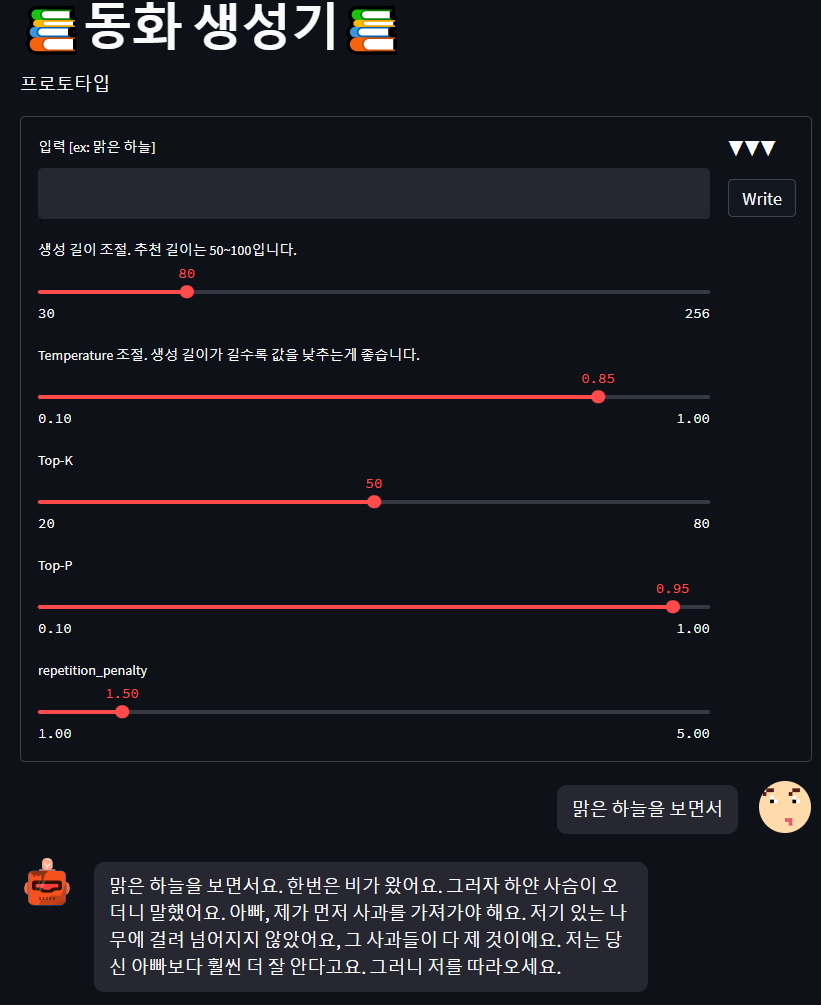 동화 생성기
프로토타입
입력 [ex: 맑은 하늘]
▼▼▼
Write
생성 길이 조절. 추천 길이는 50~100입니다.
80
30 256
Temperature 조절. 생성 길이가 길수록 값을 낮추는게 좋습니다.
0.85
0.10 1.00
Top-K
50
20 80
Top-P
0.95
0.10 1.00
repetition_penalty
1.50
1.00 5.00
맑은 하늘을 보면서
맑은 하늘을 보면서요. 한번은 비가 왔어요. 그러자 하얀 사슴이 오
더니 말했어요. 아빠, 제가 먼저 사과를 가져가야 해요. 저기 있는 나
무에 걸려 넘어지지 않았어요, 그 사과들이 다 제 것이에요. 저는 당
신 아빠보다 훨씬 더 잘 안다고요. 그러니 저를 따라오세요.